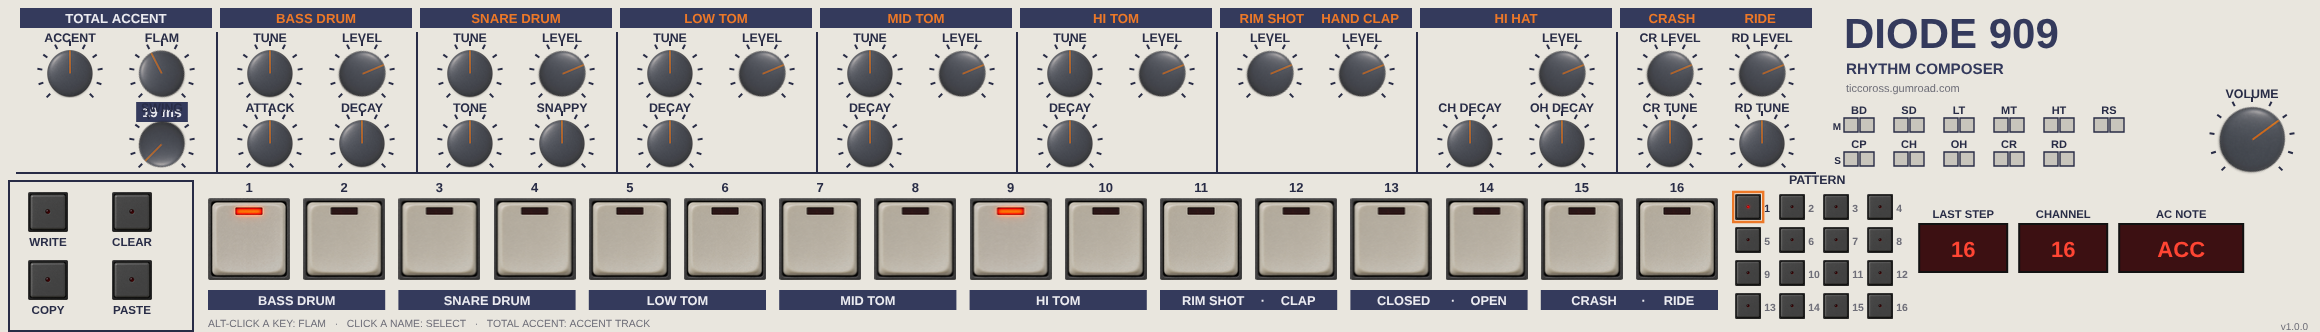 TOTAL ACCENT BASS DRUM SNARE DRUM LOW TOM MID TOM HI TOM RIM SHOT HAND CLAP HI HAT CRASH RIDE
DIODE 909
ACCENT FLAM TUNE LEVEL TUNE LEVEL TUNE LEVEL TUNE LEVEL TUNE LEVEL LEVEL LEVEL LEVEL CR LEVEL RD LEVEL
RHYTHM COMPOSER
ticcoross.gumroad.com
VOLUME
19 ms ATTACK DECAY TONE SNAPPY DECAY DECAY DECAY CH DECAY OH DECAY CR TUNE RD TUNE
BD SD LT MT HT RS
M
CP CH OH CR RD
S
PATTERN
1 2 3 4 5 6 7 8 9 10 11 12 13 14 15 16
1 2 3 4
5 6 7 8
9 10 11 12
13 14 15 16
LAST STEP CHANNEL AC NOTE
16 16 ACC
WRITE CLEAR
COPY PASTE
BASS DRUM SNARE DRUM LOW TOM MID TOM HI TOM RIM SHOT · CLAP CLOSED · OPEN CRASH · RIDE
ALT-CLICK A KEY: FLAM · CLICK A NAME: SELECT · TOTAL ACCENT: ACCENT TRACK
v1.0.0